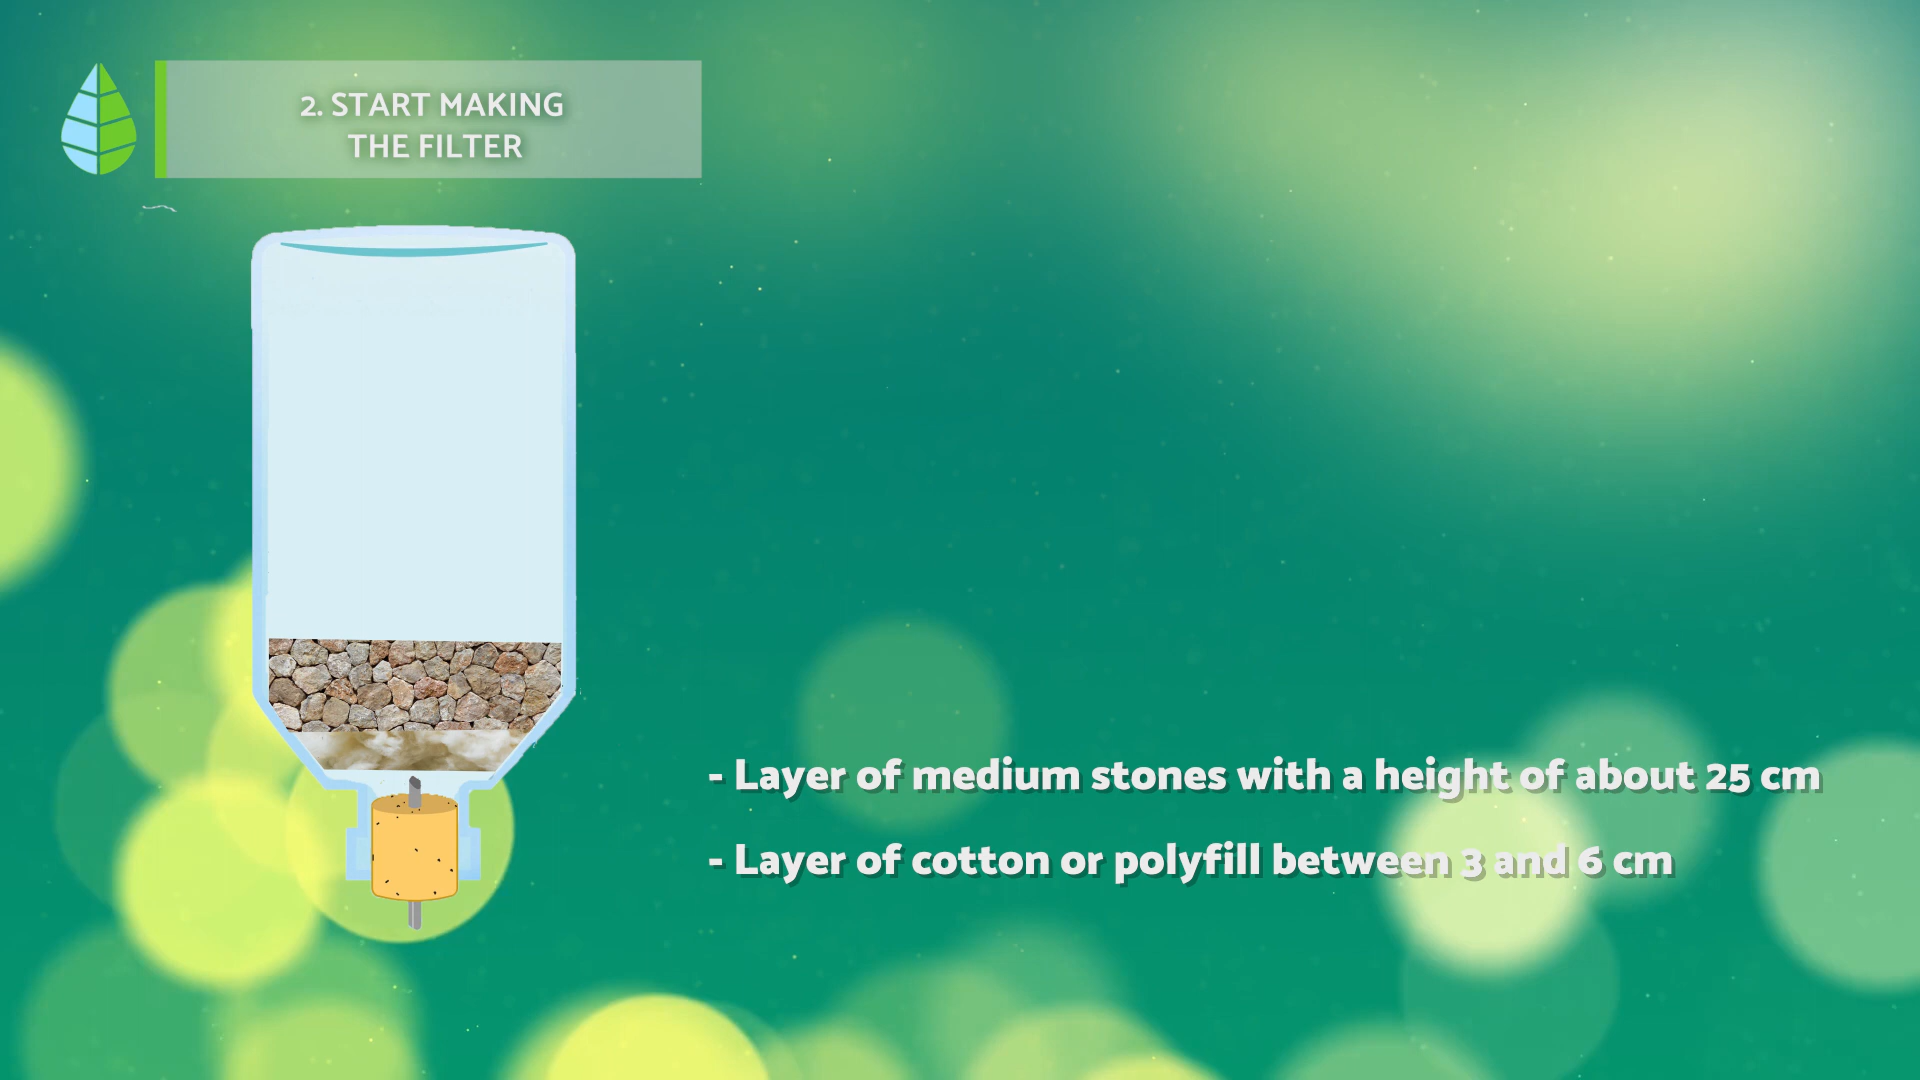 2. START MAKING
THE FILTER
- Layer of medium stones with a height of about 25 cm
- Layer of cotton or polyfill between 3 and 6 cm